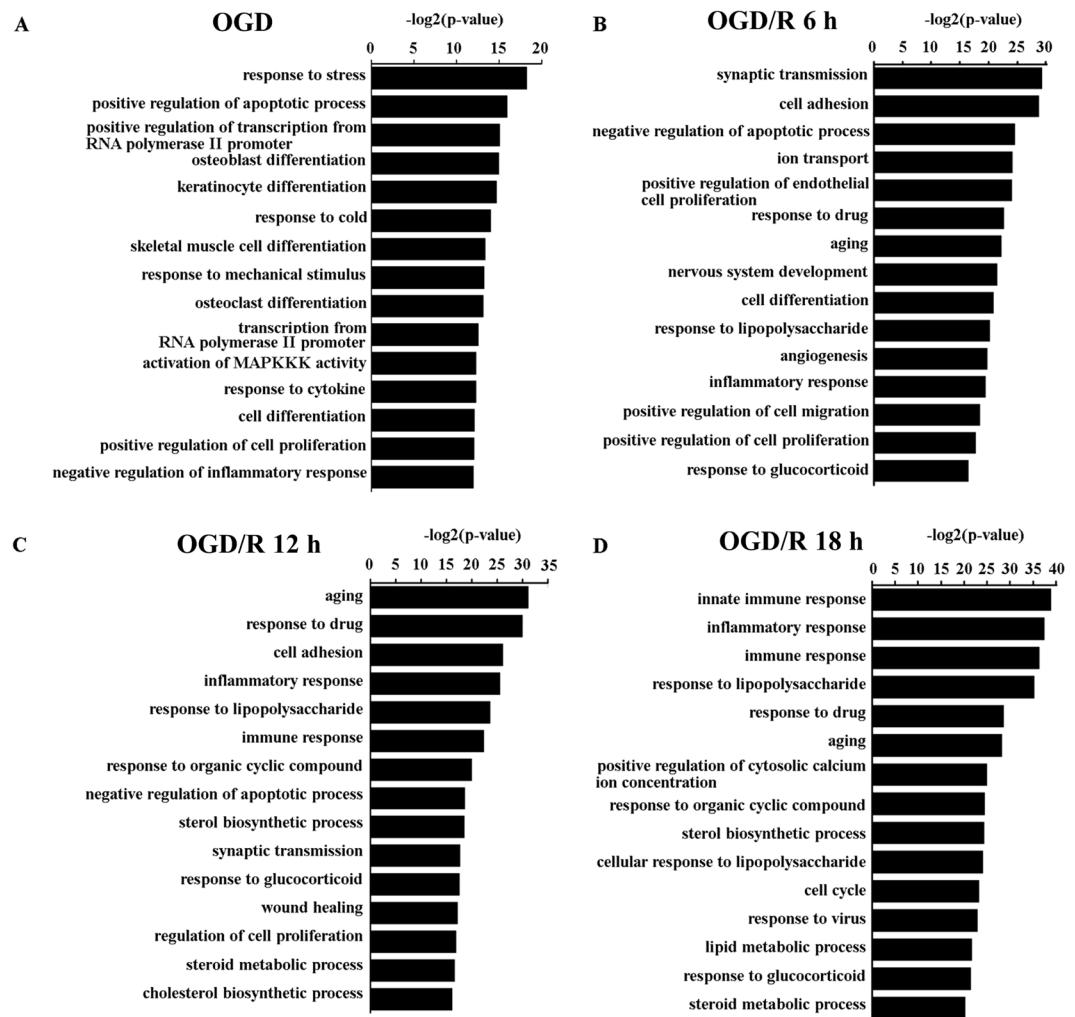 A
OGD
-log2(p-value)
0 5 10 15 20
response to stress
positive regulation of apoptotic process
positive regulation of transcription from
RNA polymerase II promoter
osteoblast differentiation
keratinocyte differentiation
response to cold
skeletal muscle cell differentiation
response to mechanical stimulus
osteoclast differentiation
transcription from
RNA polymerase II promoter
activation of MAPKKK activity
response to cytokine
cell differentiation
positive regulation of cell proliferation
negative regulation of inflammatory response
B
OGD/R 6 h
-log2(p-value)
0 5 10 15 20 25 30
synaptic transmission
cell adhesion
negative regulation of apoptotic process
ion transport
positive regulation of endothelial
cell proliferation
response to drug
aging
nervous system development
cell differentiation
response to lipopolysaccharide
angiogenesis
inflammatory response
positive regulation of cell migration
positive regulation of cell proliferation
response to glucocorticoid
C
OGD/R 12 h
-log2(p-value)
0 5 10 15 20 25 30 35
aging
response to drug
cell adhesion
inflammatory response
response to lipopolysaccharide
immune response
response to organic cyclic compound
negative regulation of apoptotic process
sterol biosynthetic process
synaptic transmission
response to glucocorticoid
wound healing
regulation of cell proliferation
steroid metabolic process
cholesterol biosynthetic process
D
OGD/R 18 h
-log2(p-value)
0 5 10 15 20 25 30 35 40
innate immune response
inflammatory response
immune response
response to lipopolysaccharide
response to drug
aging
positive regulation of cytosolic calcium
ion concentration
response to organic cyclic compound
sterol biosynthetic process
cellular response to lipopolysaccharide
cell cycle
response to virus
lipid metabolic process
response to glucocorticoid
steroid metabolic process